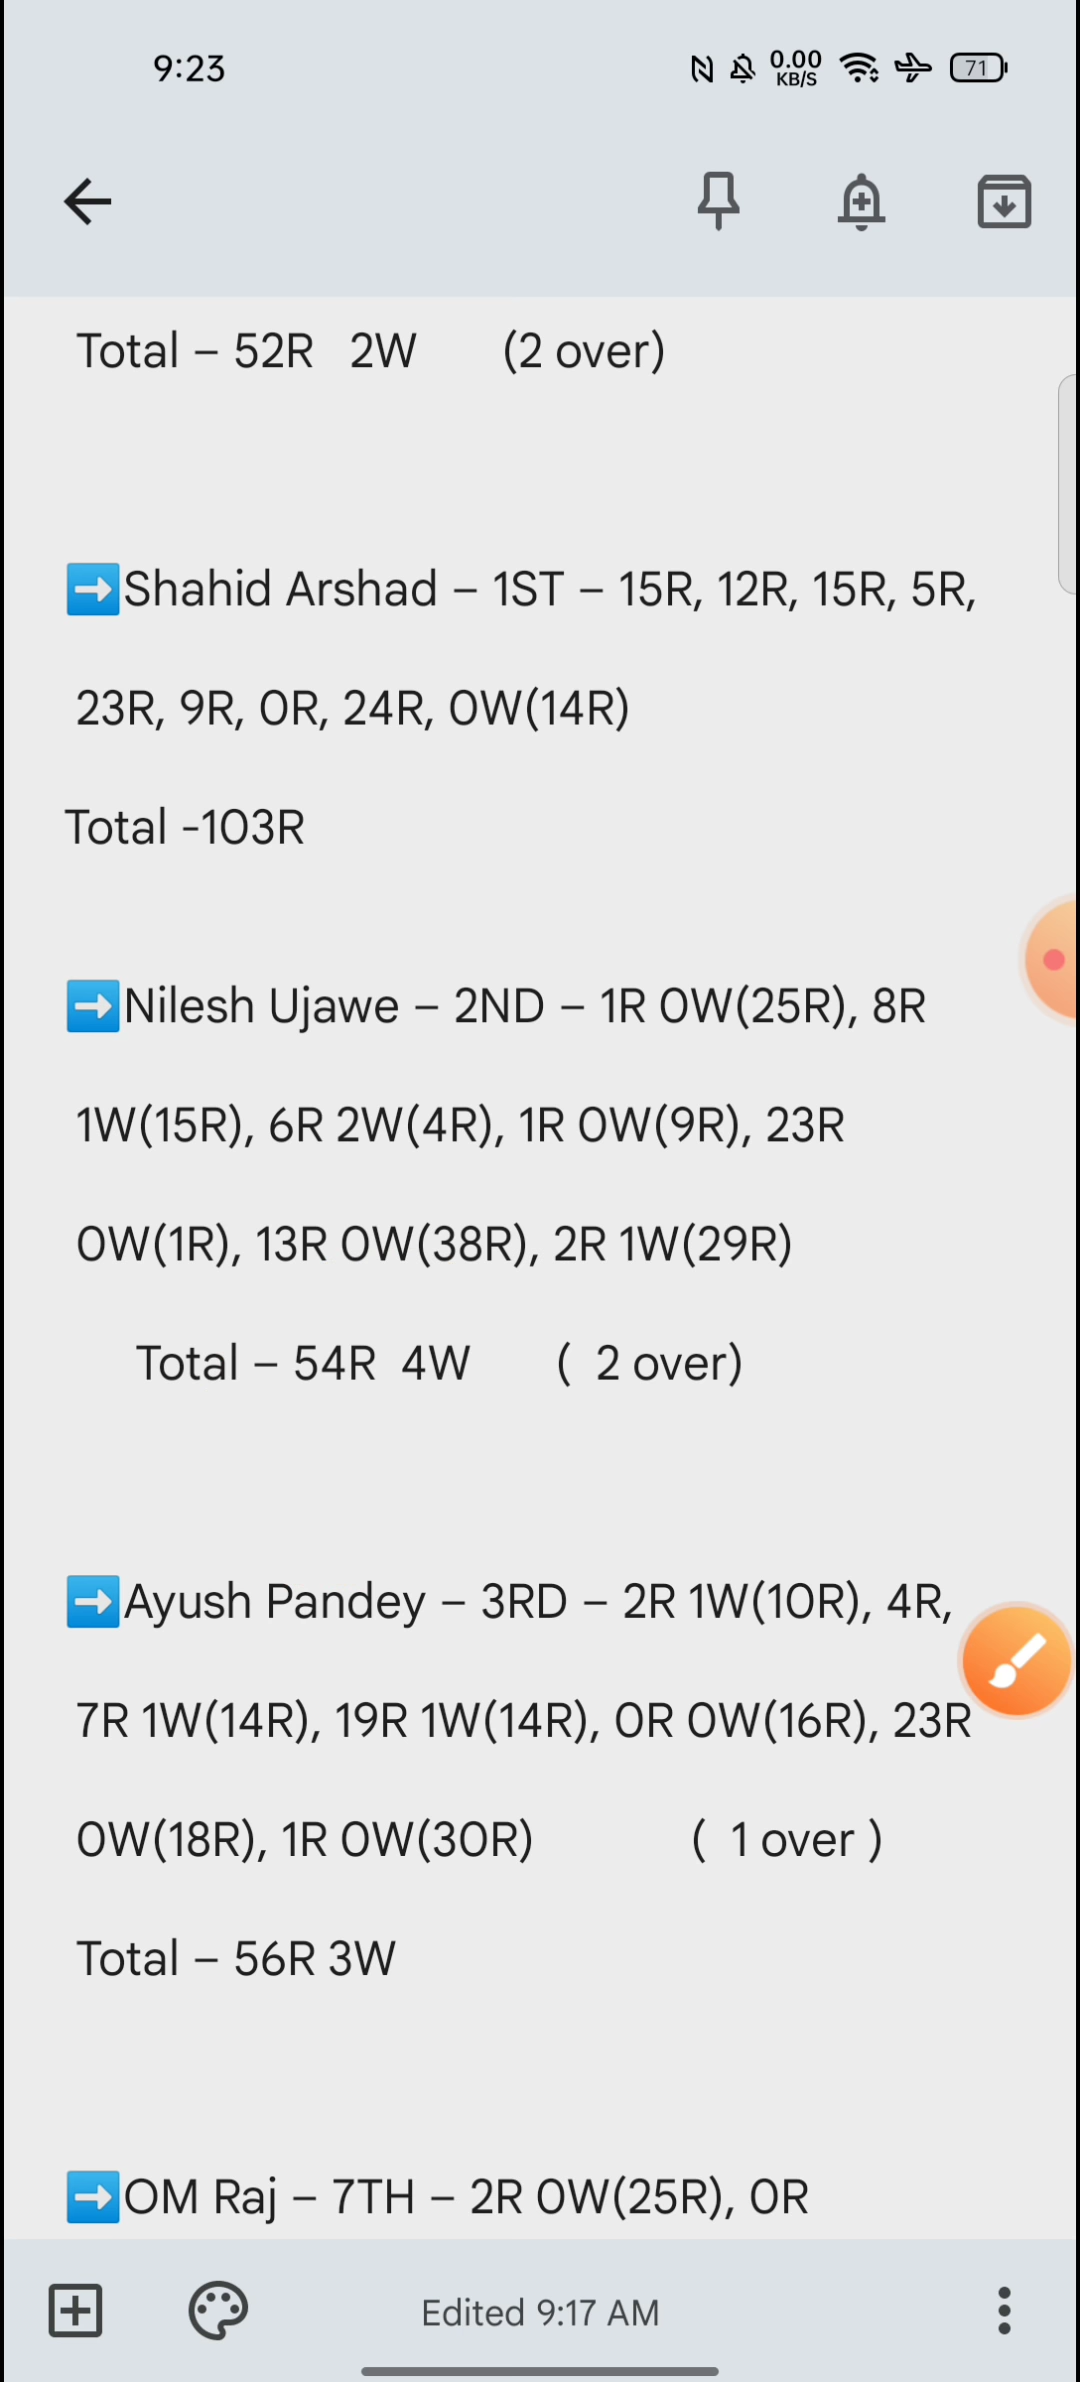 9:23
0.00
KB/S
71
Total – 52R 2W (2 over)
➡️Shahid Arshad – 1ST – 15R, 12R, 15R, 5R,
23R, 9R, 0R, 24R, 0W(14R)
Total -103R
➡️Nilesh Ujawe – 2ND – 1R 0W(25R), 8R
1W(15R), 6R 2W(4R), 1R 0W(9R), 23R
0W(1R), 13R 0W(38R), 2R 1W(29R)
Total – 54R 4W ( 2 over)
➡️Ayush Pandey – 3RD – 2R 1W(10R), 4R,
7R 1W(14R), 19R 1W(14R), 0R 0W(16R), 23R
0W(18R), 1R 0W(30R) ( 1 over )
Total – 56R 3W
➡️OM Raj – 7TH – 2R 0W(25R), 0R
Edited 9:17 AM